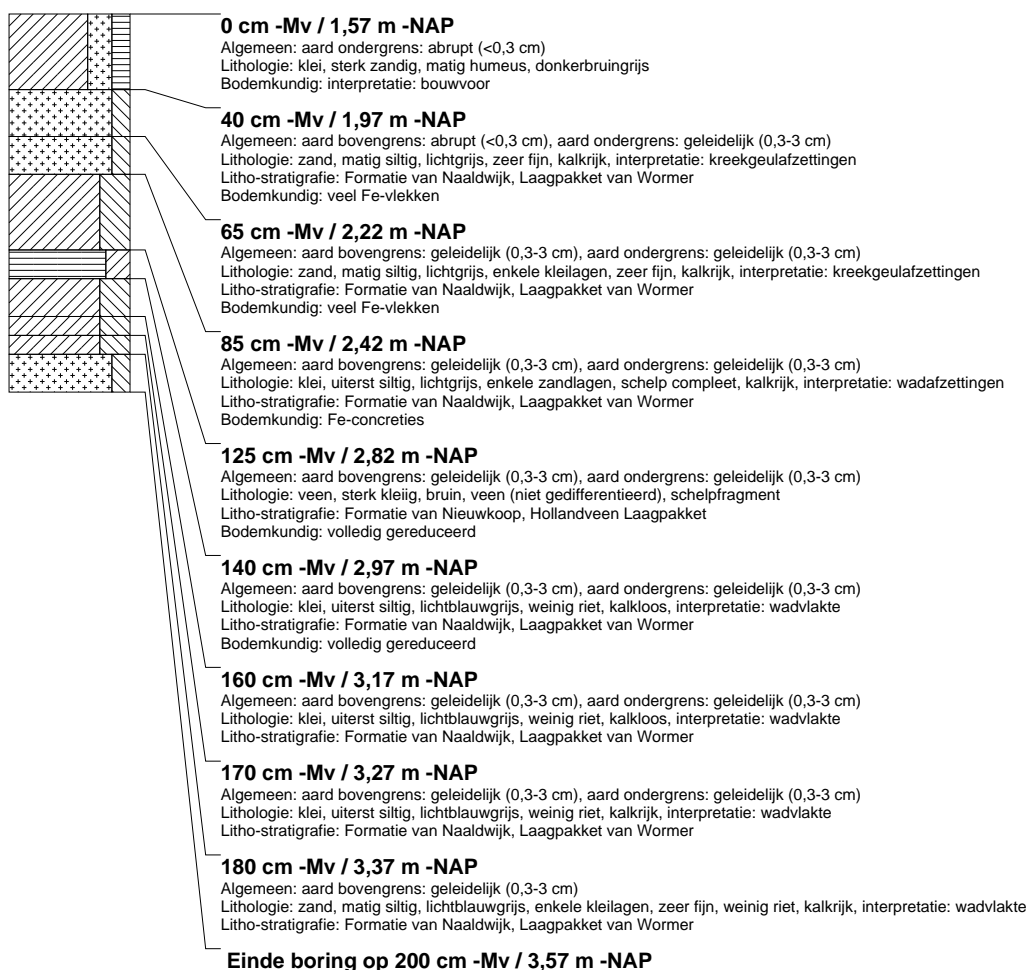 0 cm -Mv / 1,57 m -NAP
Algemeen: aard ondergrens: abrupt (<0,3 cm)
Lithologie: klei, sterk zandig, matig humeus, donkerbruingrijs
Bodemkundig: interpretatie: bouwvoor
40 cm -Mv / 1,97 m -NAP
Algemeen: aard bovengrens: abrupt (<0,3 cm), aard ondergrens: geleidelijk (0,3-3 cm)
Lithologie: zand, matig siltig, lichtgrijs, zeer fijn, kalkrijk, interpretatie: kreekgeulafzettingen
Litho-stratigrafie: Formatie van Naaldwijk, Laagpakket van Wormer
Bodemkundig: veel Fe-vlekken
65 cm -Mv / 2,22 m -NAP
Algemeen: aard bovengrens: geleidelijk (0,3-3 cm), aard ondergrens: geleidelijk (0,3-3 cm)
Lithologie: zand, matig siltig, lichtgrijs, enkele kleilagen, zeer fijn, kalkrijk, interpretatie: kreekgeulafzettingen
Litho-stratigrafie: Formatie van Naaldwijk, Laagpakket van Wormer
Bodemkundig: veel Fe-vlekken
85 cm -Mv / 2,42 m -NAP
Algemeen: aard bovengrens: geleidelijk (0,3-3 cm), aard ondergrens: geleidelijk (0,3-3 cm)
Lithologie: klei, uiterst siltig, lichtgrijs, enkele zandlagen, schelp compleet, kalkrijk, interpretatie: wadafzettingen
Litho-stratigrafie: Formatie van Naaldwijk, Laagpakket van Wormer
Bodemkundig: Fe-concreties
125 cm -Mv / 2,82 m -NAP
Algemeen: aard bovengrens: geleidelijk (0,3-3 cm), aard ondergrens: geleidelijk (0,3-3 cm)
Lithologie: veen, sterk kleiig, bruin, veen (niet gedifferentieerd), schelpfragment
Litho-stratigrafie: Formatie van Nieuwkoop, Hollandveen Laagpakket
Bodemkundig: volledig gereduceerd
140 cm -Mv / 2,97 m -NAP
Algemeen: aard bovengrens: geleidelijk (0,3-3 cm), aard ondergrens: geleidelijk (0,3-3 cm)
Lithologie: klei, uiterst siltig, lichtblauwgrijs, weinig riet, kalkloos, interpretatie: wadvlakte
Litho-stratigrafie: Formatie van Naaldwijk, Laagpakket van Wormer
Bodemkundig: volledig gereduceerd
160 cm -Mv / 3,17 m -NAP
Algemeen: aard bovengrens: geleidelijk (0,3-3 cm), aard ondergrens: geleidelijk (0,3-3 cm)
Lithologie: klei, uiterst siltig, lichtblauwgrijs, weinig riet, kalkloos, interpretatie: wadvlakte
Litho-stratigrafie: Formatie van Naaldwijk, Laagpakket van Wormer
170 cm -Mv / 3,27 m -NAP
Algemeen: aard bovengrens: geleidelijk (0,3-3 cm), aard ondergrens: geleidelijk (0,3-3 cm)
Lithologie: klei, uiterst siltig, lichtblauwgrijs, weinig riet, kalkrijk, interpretatie: wadvlakte
Litho-stratigrafie: Formatie van Naaldwijk, Laagpakket van Wormer
180 cm -Mv / 3,37 m -NAP
Algemeen: aard bovengrens: geleidelijk (0,3-3 cm)
Lithologie: zand, matig siltig, lichtblauwgrijs, enkele kleilagen, zeer fijn, weinig riet, kalkrijk, interpretatie: wadvlakte
Litho-stratigrafie: Formatie van Naaldwijk, Laagpakket van Wormer
Einde boring op 200 cm -Mv / 3,57 m -NAP